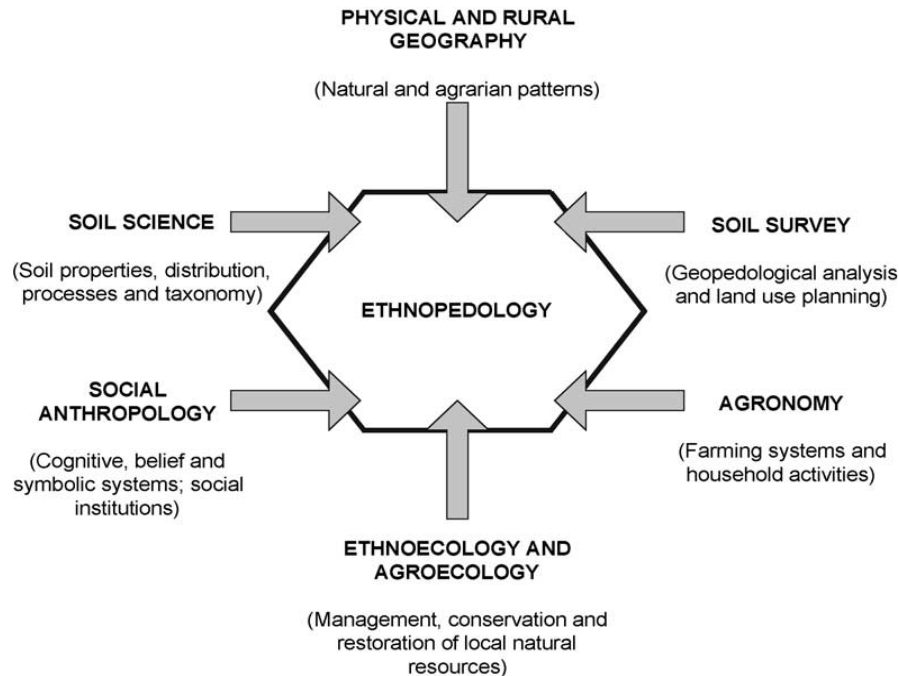 PHYSICAL AND RURAL
GEOGRAPHY
(Natural and agrarian patterns)
SOIL SCIENCE
(Soil properties, distribution,
processes and taxonomy)
SOIL SURVEY
(Geopedological analysis
and land use planning)
ETHNOPEDOLOGY
SOCIAL
ANTHROPOLOGY
(Cognitive, belief and
symbolic systems; social
institutions)
AGRONOMY
(Farming systems and
household activities)
ETHNOECOLOGY AND
AGROECOLOGY
(Management, conservation and
restoration of local natural
resources)